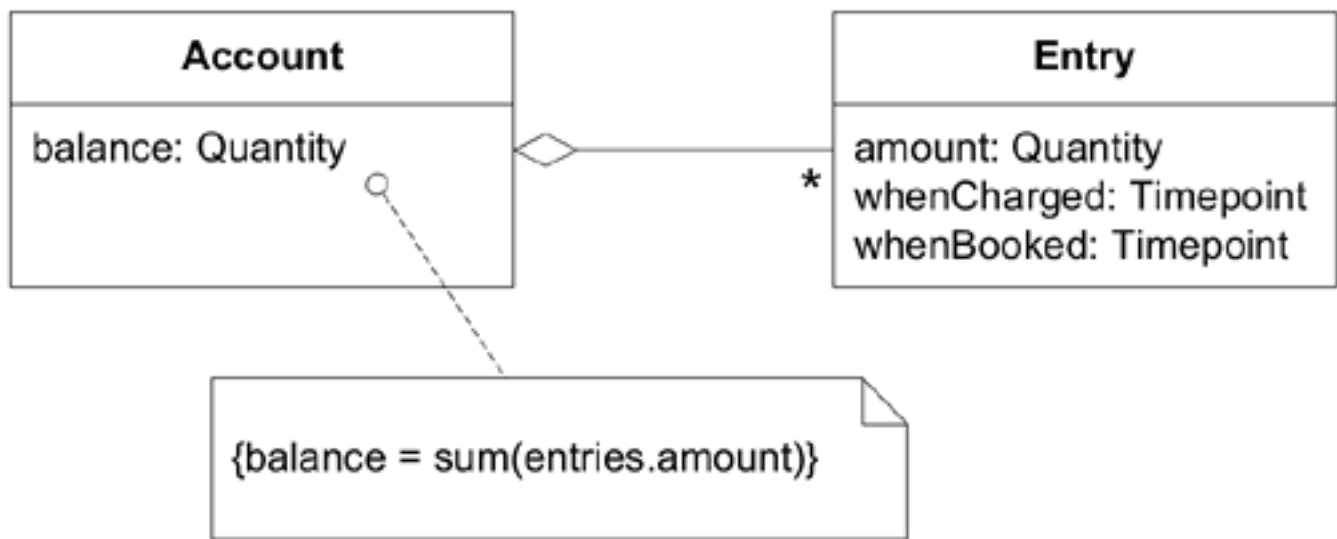 Account
balance: Quantity
Entry
amount: Quantity
whenCharged: Timepoint
whenBooked: Timepoint
*
{balance = sum(entries.amount)}